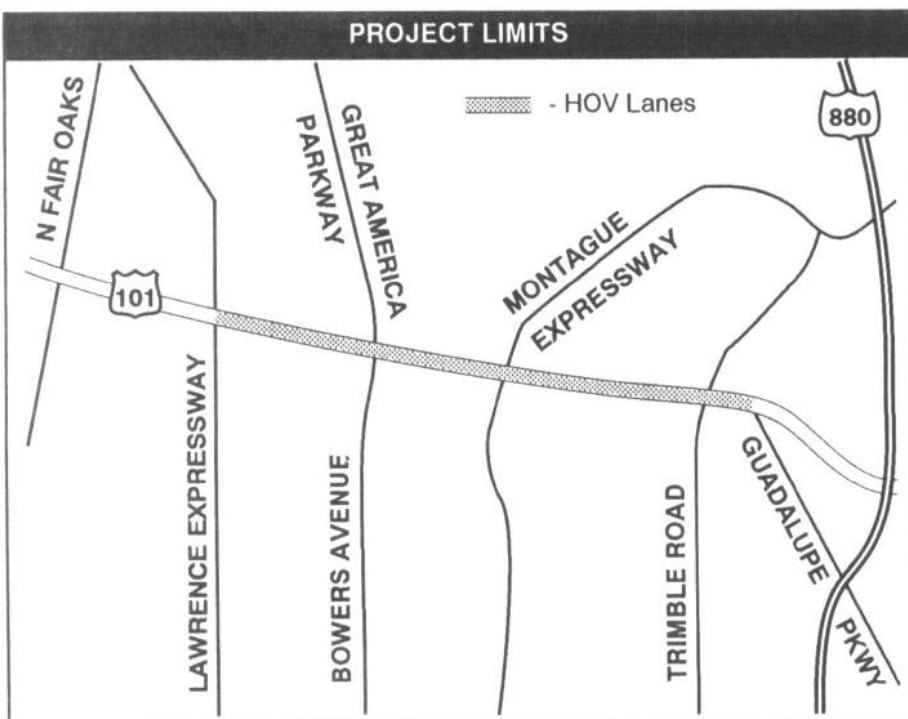 PROJECT LIMITS
N FAIR OAKS
GREAT AMERICA
PARKWAY
- HOV Lanes
880
MONTAGUE
EXPRESSWAY
101
LAWRENCE EXPRESSWAY
BOWERS AVENUE
TRIMBLE ROAD
GUADALUPE
PKWY